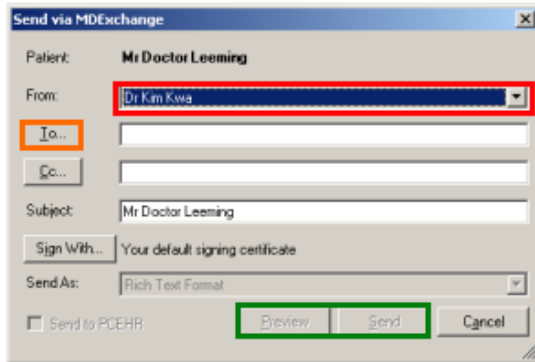 Send via MDExchange
Patient: Mr Doctor Leeming
From: Dr Kim Kwa
To...
Cc...
Subject: Mr Doctor Leeming
Sign With... Your default signing certificate
Send As: Rich Text Format
Send to PCEHR Preview Send Cancel